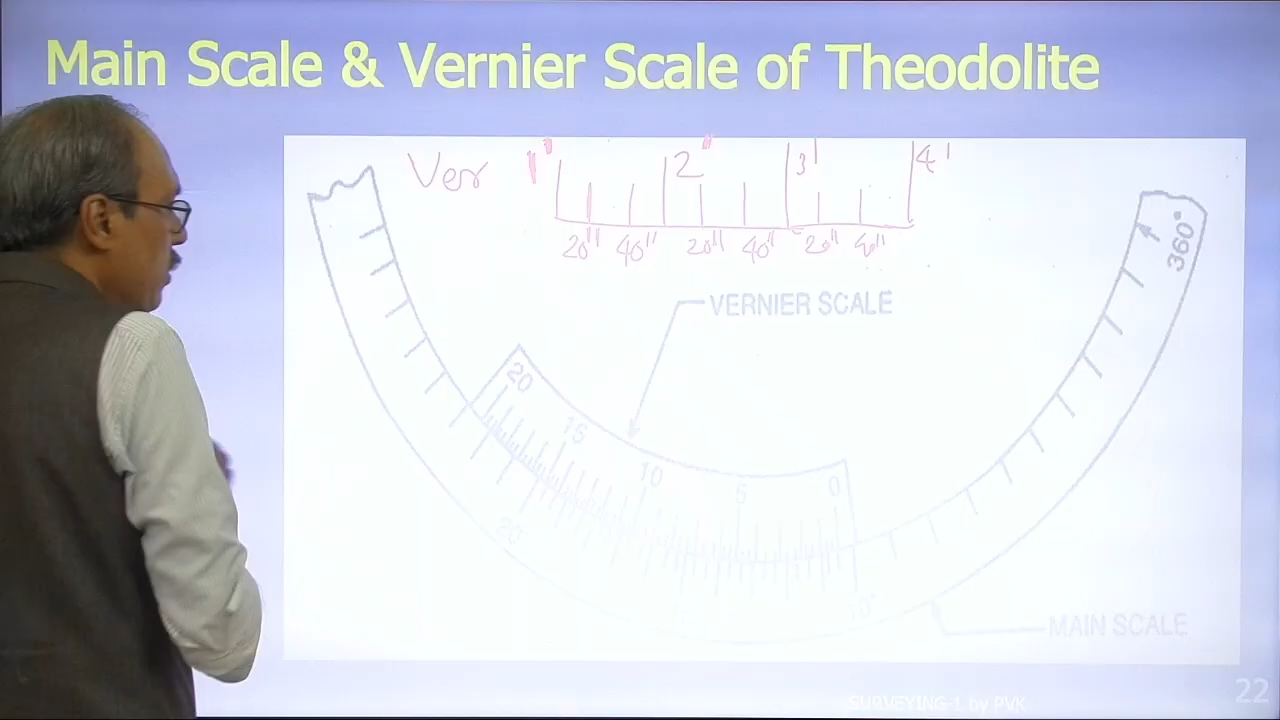 Main Scale & Vernier Scale of Theodolite
Ver 1" 2" 3' 4'
20" 40" 20" 40" 20" 40"
VERNIER SCALE
360°
20
15
10
5
0
20
10°
MAIN SCALE
SURVEYING-1 by PVK
22